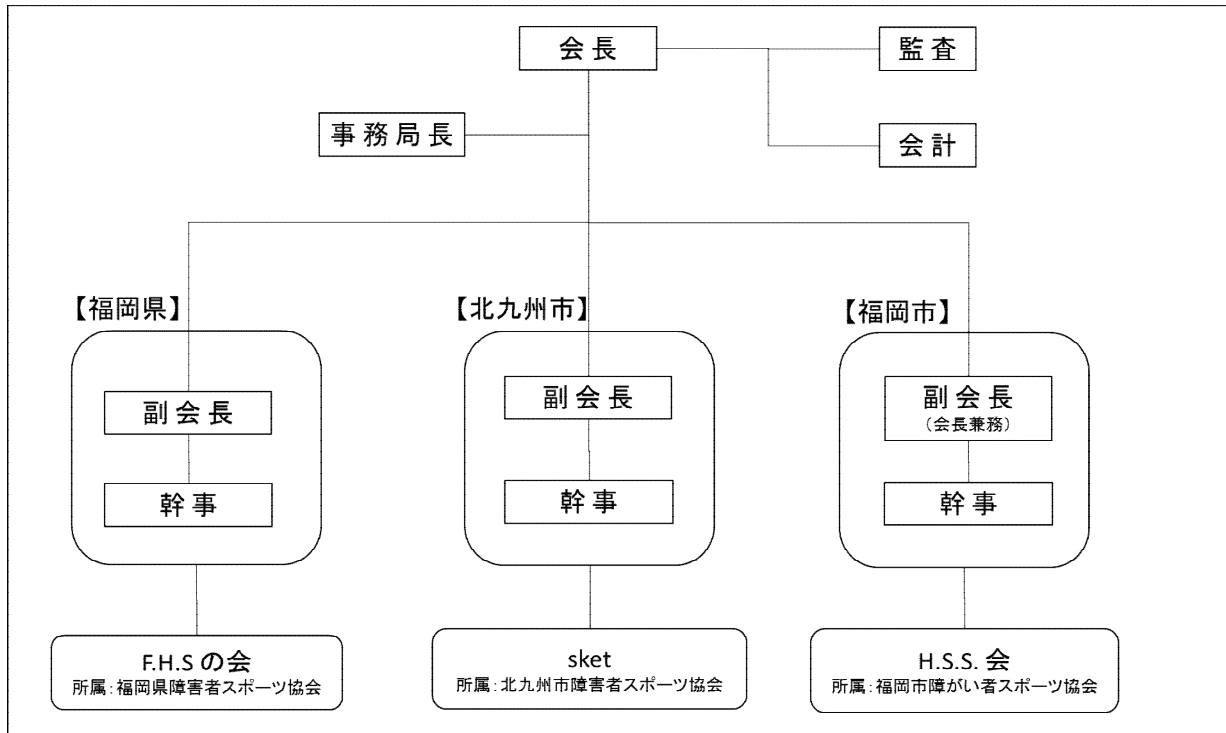 会長
監査
事務局長
会計
【福岡県】
【北九州市】
【福岡市】
副会長
幹事
副会長
幹事
副会長
（会長兼務）
幹事
F.H.S の会
所属：福岡県障害者スポーツ協会
sket
所属：北九州市障害者スポーツ協会
H.S.S. 会
所属：福岡市障がい者スポーツ協会